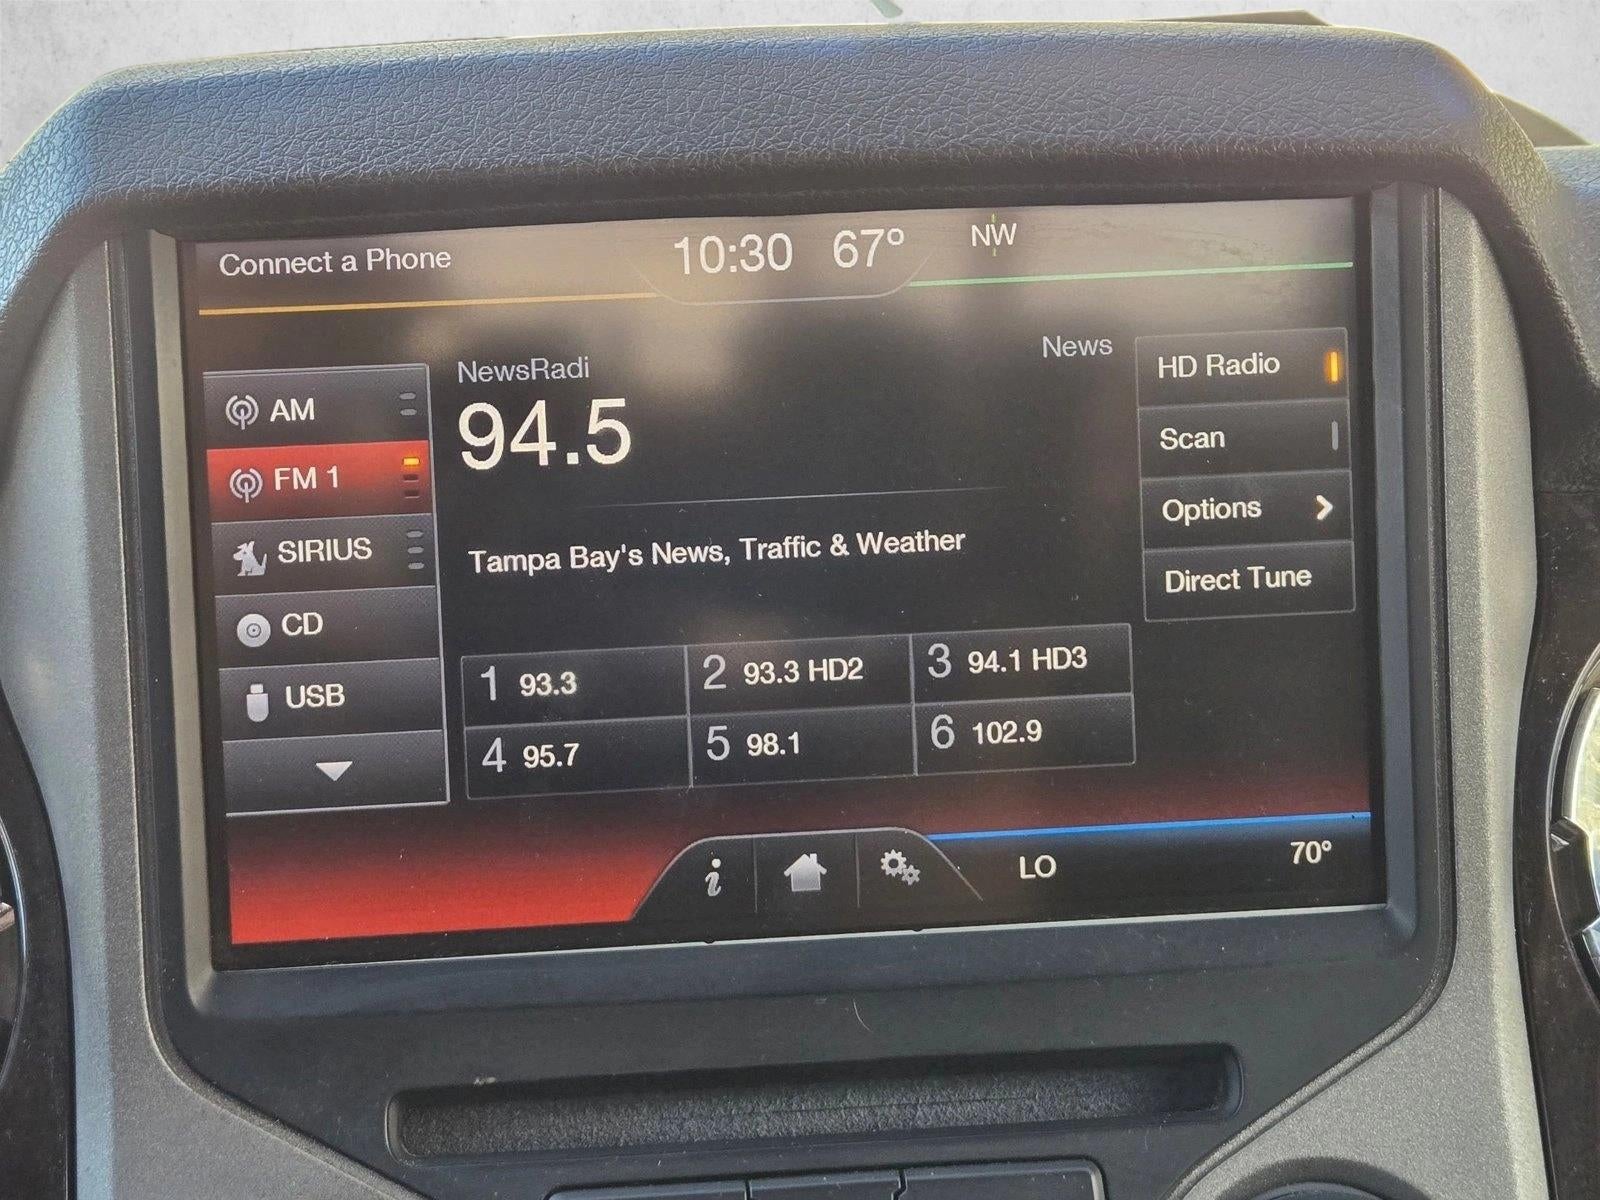 Connect a Phone
10:30 67°
NW
NewsRadi
News
94.5
Tampa Bay's News, Traffic & Weather
AM
FM 1
SIRIUS
CD
USB
HD Radio
Scan
Options
Direct Tune
1 93.3
2 93.3 HD2
3 94.1 HD3
4 95.7
5 98.1
6 102.9
i
LO
70°